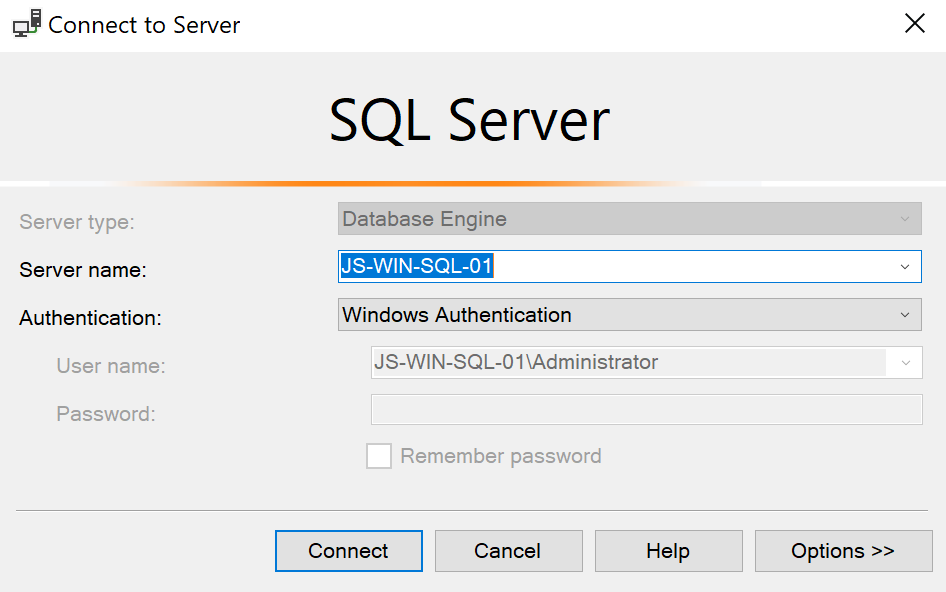 Connect to Server
SQL Server
Server type: Database Engine
Server name: JS-WIN-SQL-01
Authentication: Windows Authentication
User name: JS-WIN-SQL-01\Administrator
Password:
Remember password
Connect Cancel Help Options >>